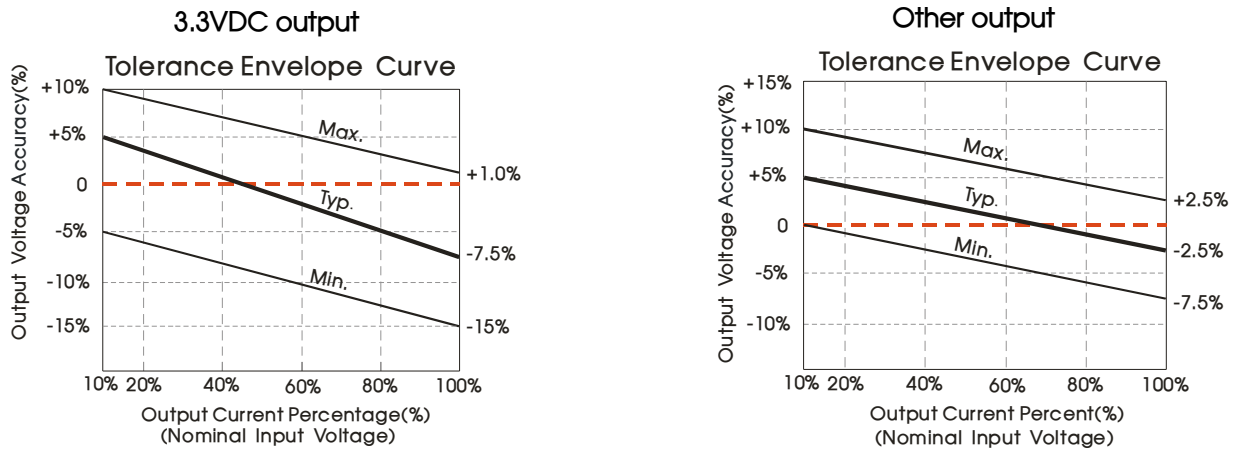 3.3VDC output
Tolerance Envelope Curve
Output Voltage Accuracy(%)
+10%
+5%
0
-5%
-10%
-15%
Max.
Typ.
Min.
+1.0%
-7.5%
-15%
10% 20% 40% 60% 80% 100%
Output Current Percentage(%)
(Nominal Input Voltage)
Other output
Tolerance Envelope Curve
Output Voltage Accuracy(%)
+15%
+10%
+5%
0
-5%
-10%
Max.
Typ.
Min.
+2.5%
-2.5%
-7.5%
10% 20% 40% 60% 80% 100%
Output Current Percent(%)
(Nominal Input Voltage)